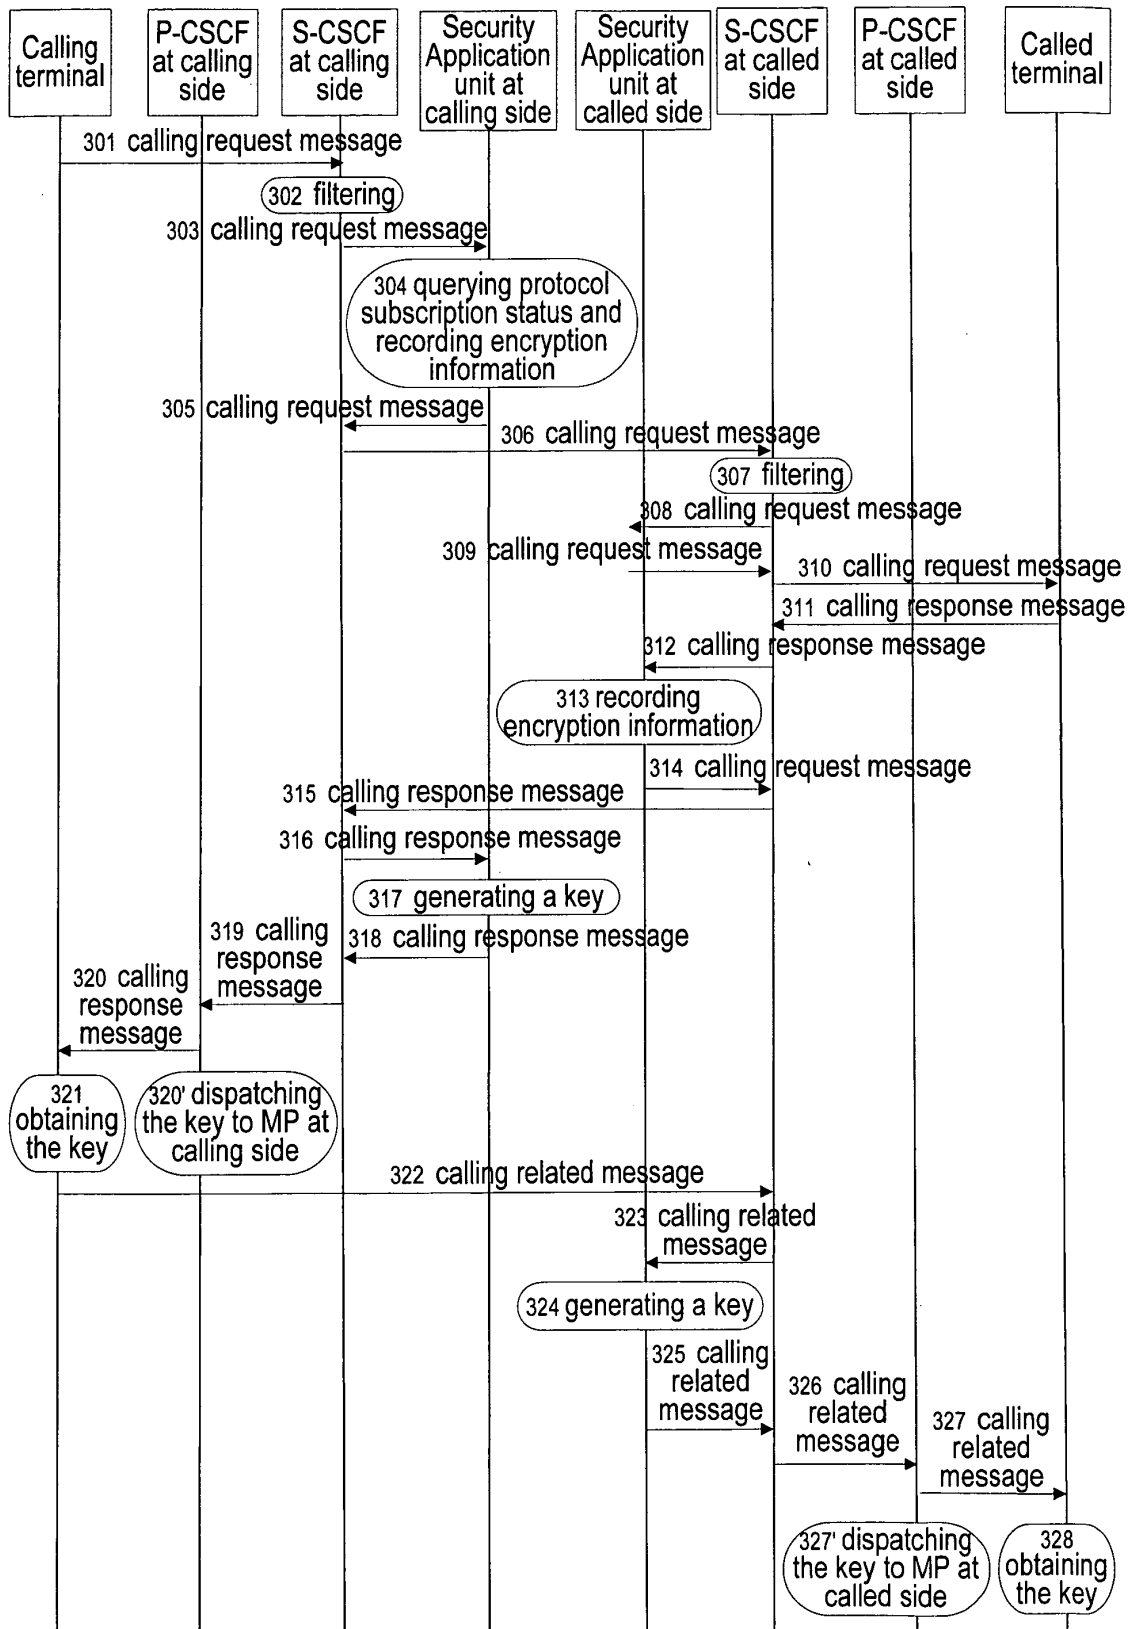 Calling
terminal
P-CSCF
at calling
side
S-CSCF
at calling
side
Security
Application
unit at
calling side
Security
Application
unit at
called side
S-CSCF
at called
side
P-CSCF
at called
side
Called
terminal
301 calling request message
302 filtering
303 calling request message
304 querying protocol
subscription status and
recording encryption
information
305 calling request message
306 calling request message
307 filtering
308 calling request message
309 calling request message
310 calling request message
311 calling response message
312 calling response message
313 recording
encryption information
314 calling request message
315 calling response message
316 calling response message
317 generating a key
318 calling response message
319 calling
response
message
320 calling
response
message
321
obtaining
the key
320' dispatching
the key to MP at
calling side
322 calling related message
323 calling related
message
324 generating a key
325 calling
related
message
326 calling
related
message
327 calling
related
message
327' dispatching
the key to MP at
called side
328
obtaining
the key